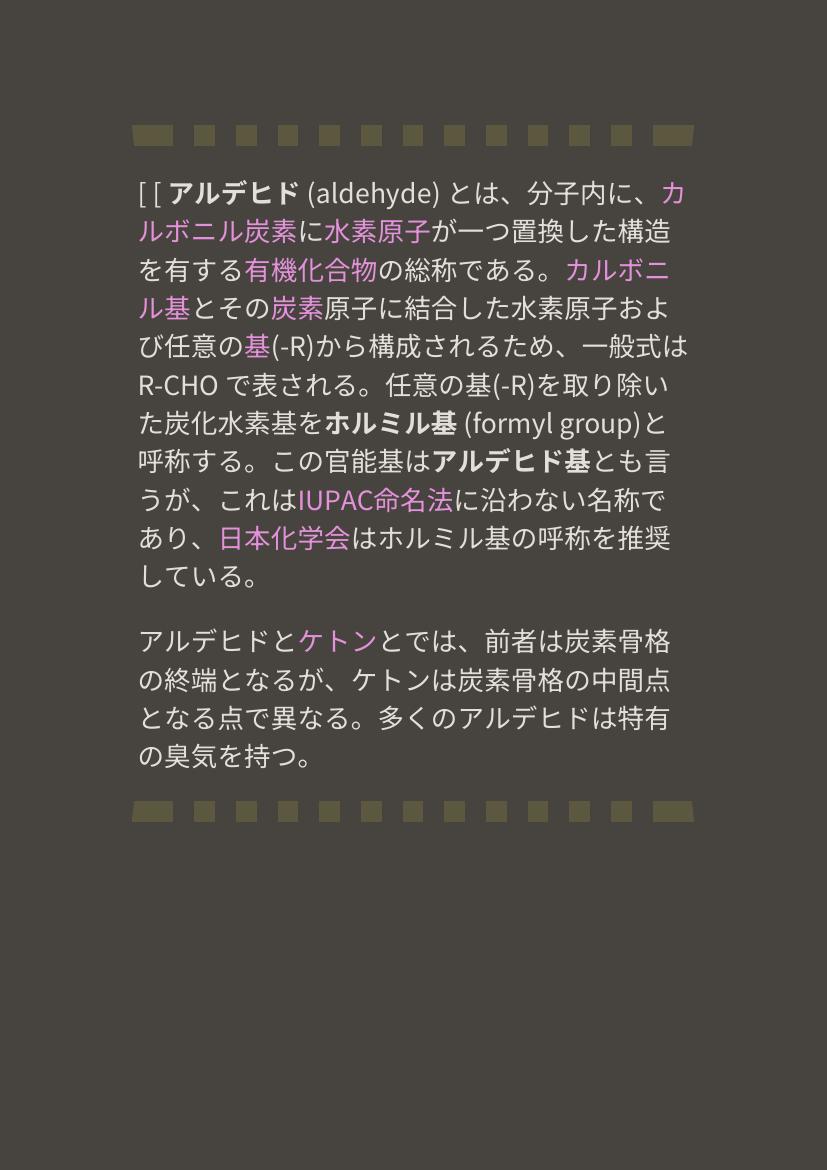 [ [ アルデヒド (aldehyde) とは、分子内に、カ
ルボニル炭素に水素原子が一つ置換した構造
を有する有機化合物の総称である。カルボニ
ル基とその炭素原子に結合した水素原子およ
び任意の基(-R)から構成されるため、一般式は
R-CHO で表される。任意の基(-R)を取り除い
た炭化水素基をホルミル基 (formyl group)と
呼称する。この官能基はアルデヒド基とも言
うが、これはIUPAC命名法に沿わない名称で
あり、日本化学会はホルミル基の呼称を推奨
している。
アルデヒドとケトンとでは、前者は炭素骨格
の終端となるが、ケトンは炭素骨格の中間点
となる点で異なる。多くのアルデヒドは特有
の臭気を持つ。